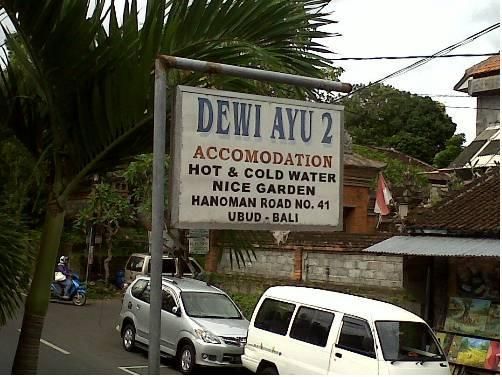 DEWI AYU 2
ACCOMODATION
HOT & COLD WATER
NICE GARDEN
HANOMAN ROAD NO. 41
UBUD - BALI